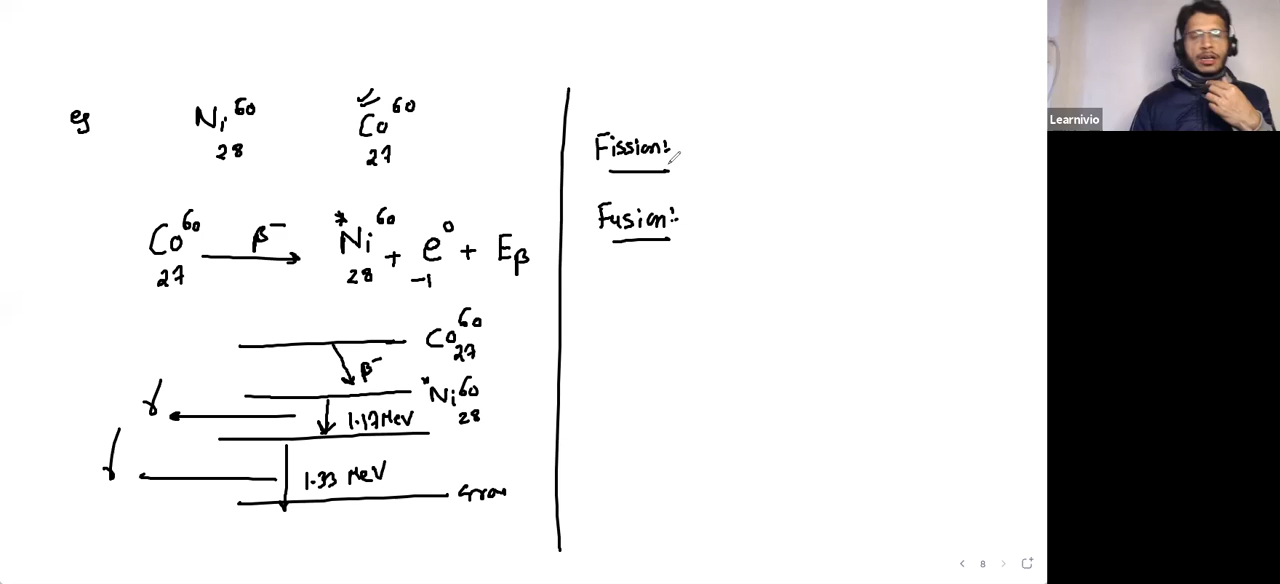 eg Ni 60 28 Co 60 27
Co 60 27 β⁻ *Ni 60 28 + e 0 -1 + Eβ
Co 60 27
β⁻
*Ni 60 28
γ 1.17 MeV
γ 1.33 MeV
Fission:
Fusion:
Learnivio
8